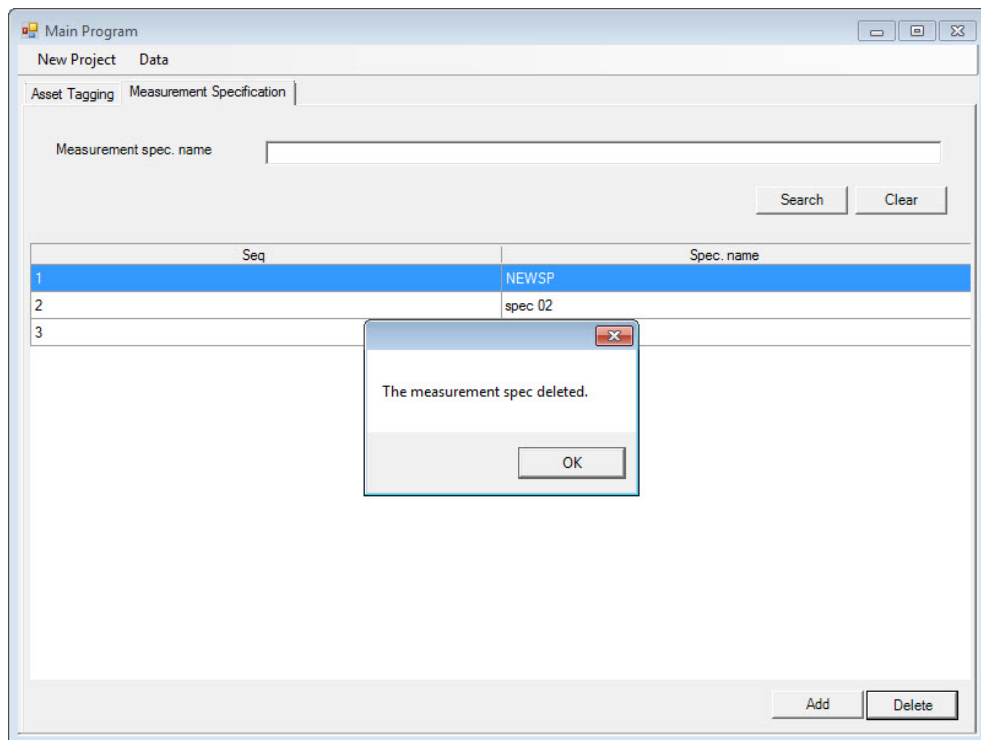 Main Program
New Project Data
Asset Tagging Measurement Specification
Measurement spec. name
Search Clear
Seq Spec. name
1 NEWSP
2 spec 02
3
The measurement spec deleted.
OK
Add Delete